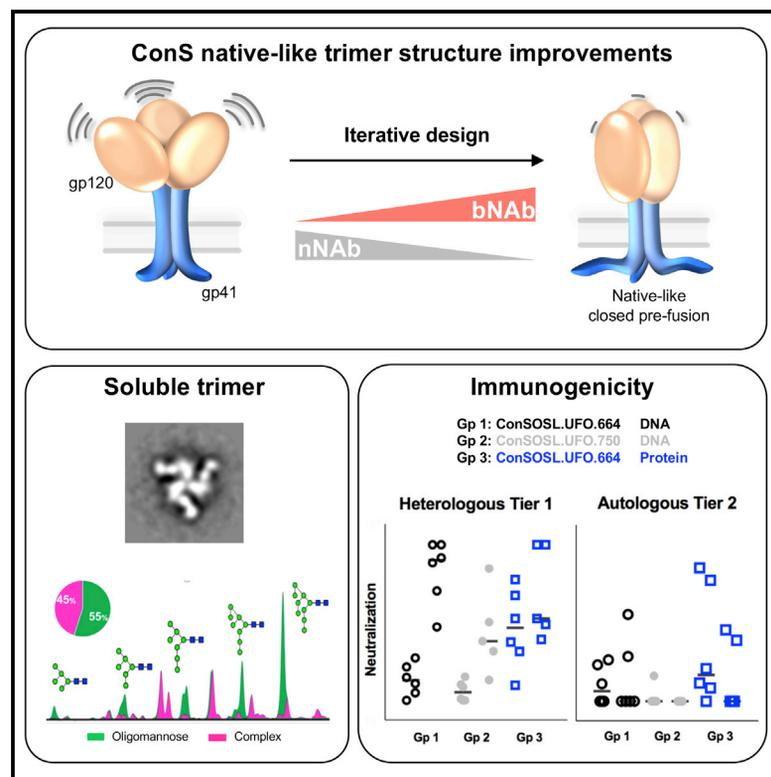 ConS native-like trimer structure improvements
gp120
gp41
Iterative design
bNAb
nNAb
Native-like
closed pre-fusion
Soluble trimer
45%
55%
Oligomannose
Complex
Immunogenicity
Gp 1: ConSOSL.UFO.664 DNA
Gp 2: ConSOSL.UFO.750 DNA
Gp 3: ConSOSL.UFO.664 Protein
Heterologous Tier 1
Autologous Tier 2
Neutralization
Gp 1 Gp 2 Gp 3
Gp 1 Gp 2 Gp 3